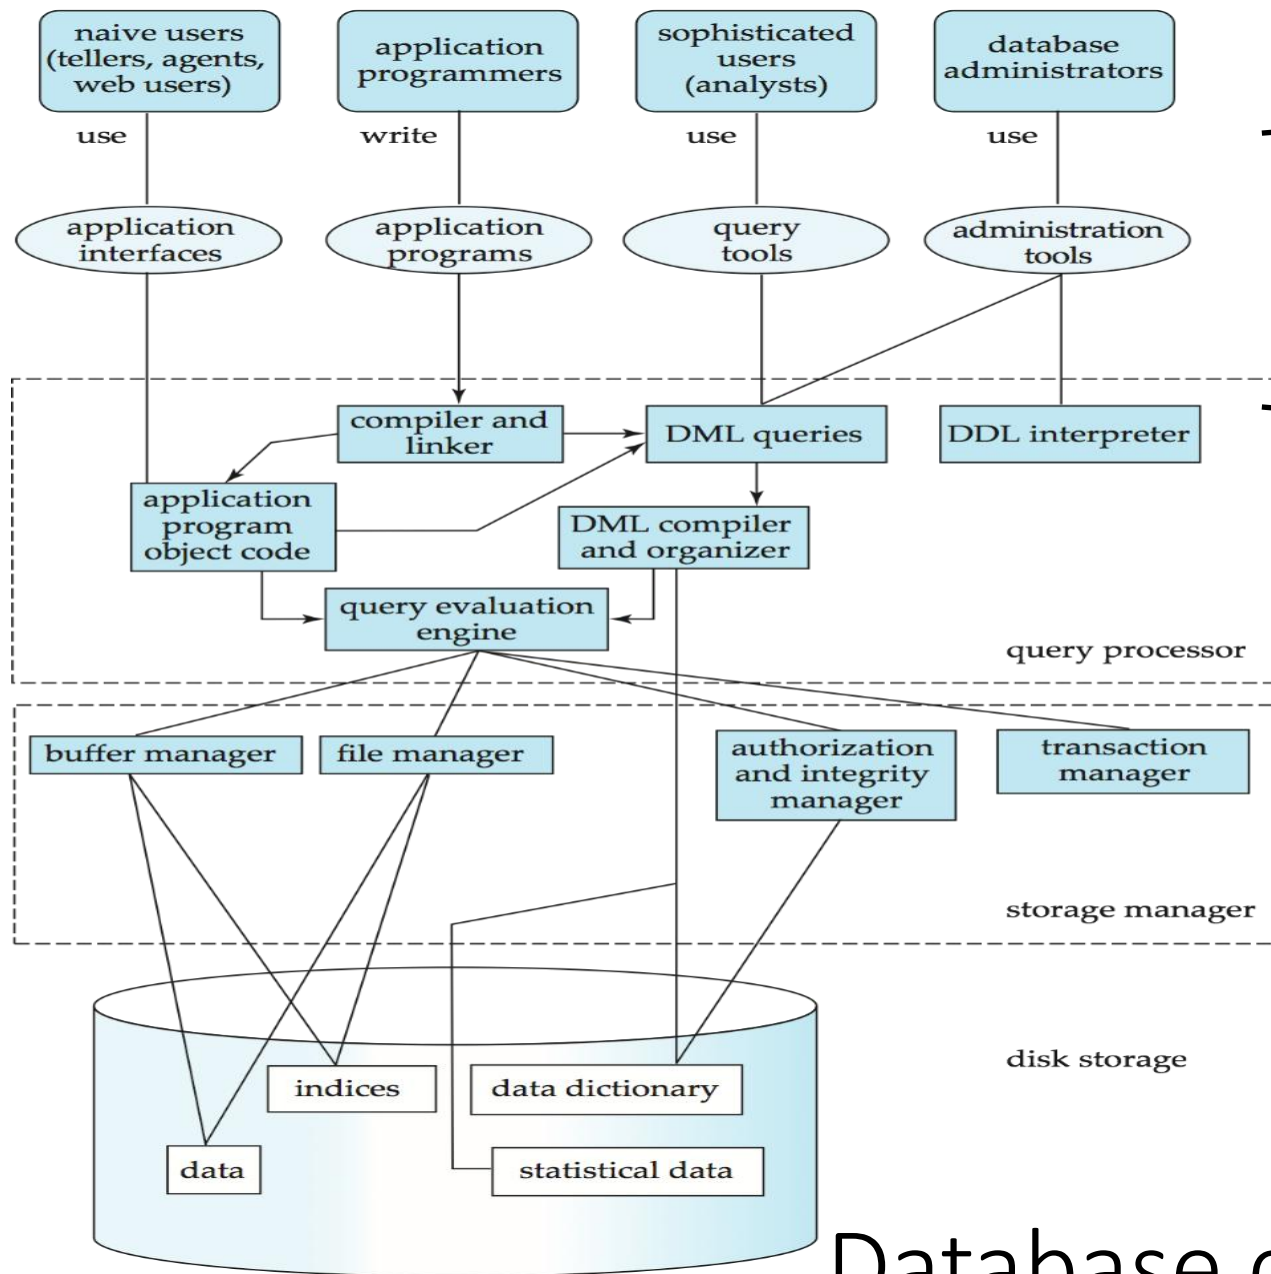 naive users
(tellers, agents,
web users)
application
programmers
sophisticated
users
(analysts)
database
administrators
use
write
use
use
application
interfaces
application
programs
query
tools
administration
tools
compiler and
linker
DML queries
DDL interpreter
application
program
object code
DML compiler
and organizer
query evaluation
engine
query processor
buffer manager
file manager
authorization
and integrity
manager
transaction
manager
storage manager
disk storage
indices
data dictionary
data
statistical data
Database